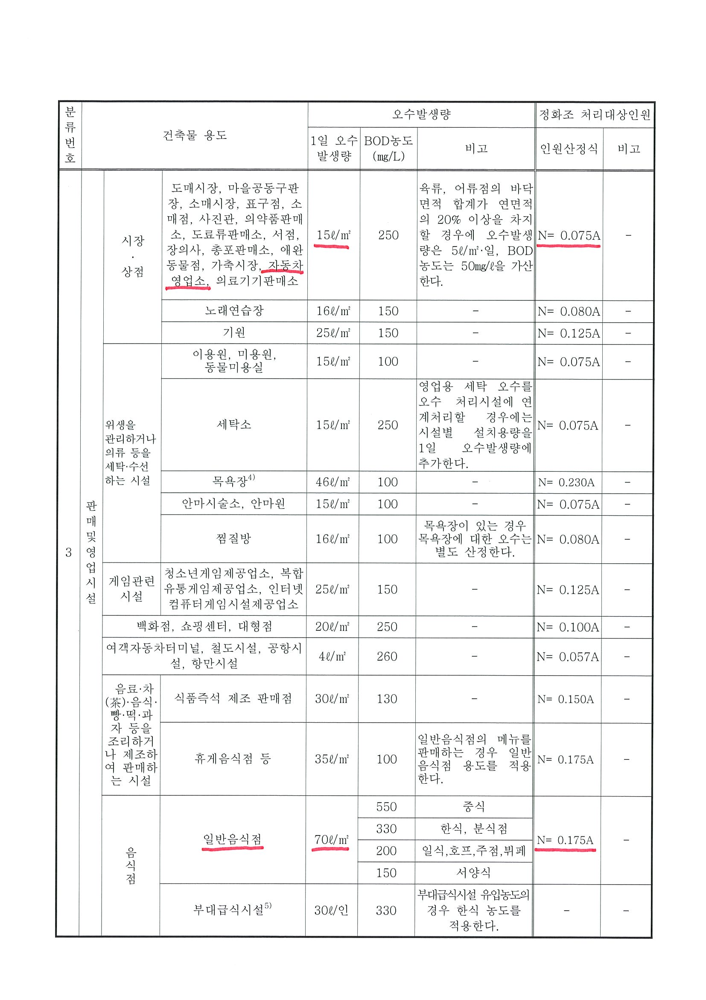 분
류
번
호
건축물 용도
오수발생량
정화조 처리대상인원
1일 오수
발생량
BOD농도
(㎎/L)
비고
인원산정식
비고
3
판
매
및
영
업
시
설
시장
·
상점
도매시장, 마을공동구판
장, 소매시장, 표구점, 소
매점, 사진관, 의약품판매
소, 도료류판매소, 서점,
장의사, 총포판매소, 애완
동물점, 가축시장, 자동차
영업소, 의료기기판매소
15ℓ/㎡
250
육류, 어류점의 바닥
면적 합계가 연면적
의 20% 이상을 차지
할 경우에 오수발생
량은 5ℓ/㎡·일, BOD
농도는 50㎎/ℓ을 가산
한다.
N= 0.075A
-
노래연습장
16ℓ/㎡
150
-
N= 0.080A
-
기원
25ℓ/㎡
150
-
N= 0.125A
-
위생을
관리하거나
의류 등을
세탁·수선
하는 시설
이용원, 미용원,
동물미용실
15ℓ/㎡
100
-
N= 0.075A
-
세탁소
15ℓ/㎡
250
영업용 세탁 오수를
오수 처리시설에 연
계처리할 경우에는
시설별 설치용량을
1일 오수발생량에
추가한다.
N= 0.075A
-
목욕장4)
46ℓ/㎡
100
-
N= 0.230A
-
안마시술소, 안마원
15ℓ/㎡
100
-
N= 0.075A
-
찜질방
16ℓ/㎡
100
목욕장이 있는 경우
목욕장에 대한 오수는
별도 산정한다.
N= 0.080A
-
게임관련
시설
청소년게임제공업소, 복합
유통게임제공업소, 인터넷
컴퓨터게임시설제공업소
25ℓ/㎡
150
-
N= 0.125A
-
백화점, 쇼핑센터, 대형점
20ℓ/㎡
250
-
N= 0.100A
-
여객자동차터미널, 철도시설, 공항시
설, 항만시설
4ℓ/㎡
260
-
N= 0.057A
-
음료·차
(茶)·음식·
빵·떡·과
자 등을
조리하거
나 제조하
여 판매하
는 시설
식품즉석 제조 판매점
30ℓ/㎡
130
-
N= 0.150A
-
휴게음식점 등
35ℓ/㎡
100
일반음식점의 메뉴를
판매하는 경우 일반
음식점 용도를 적용
한다.
N= 0.175A
-
음
식
점
일반음식점
70ℓ/㎡
550
중식
330
한식, 분식점
200
일식,호프,주점,뷔페
150
서양식
N= 0.175A
-
부대급식시설5)
30ℓ/인
330
부대급식시설 유입농도의
경우 한식 농도를
적용한다.
-
-